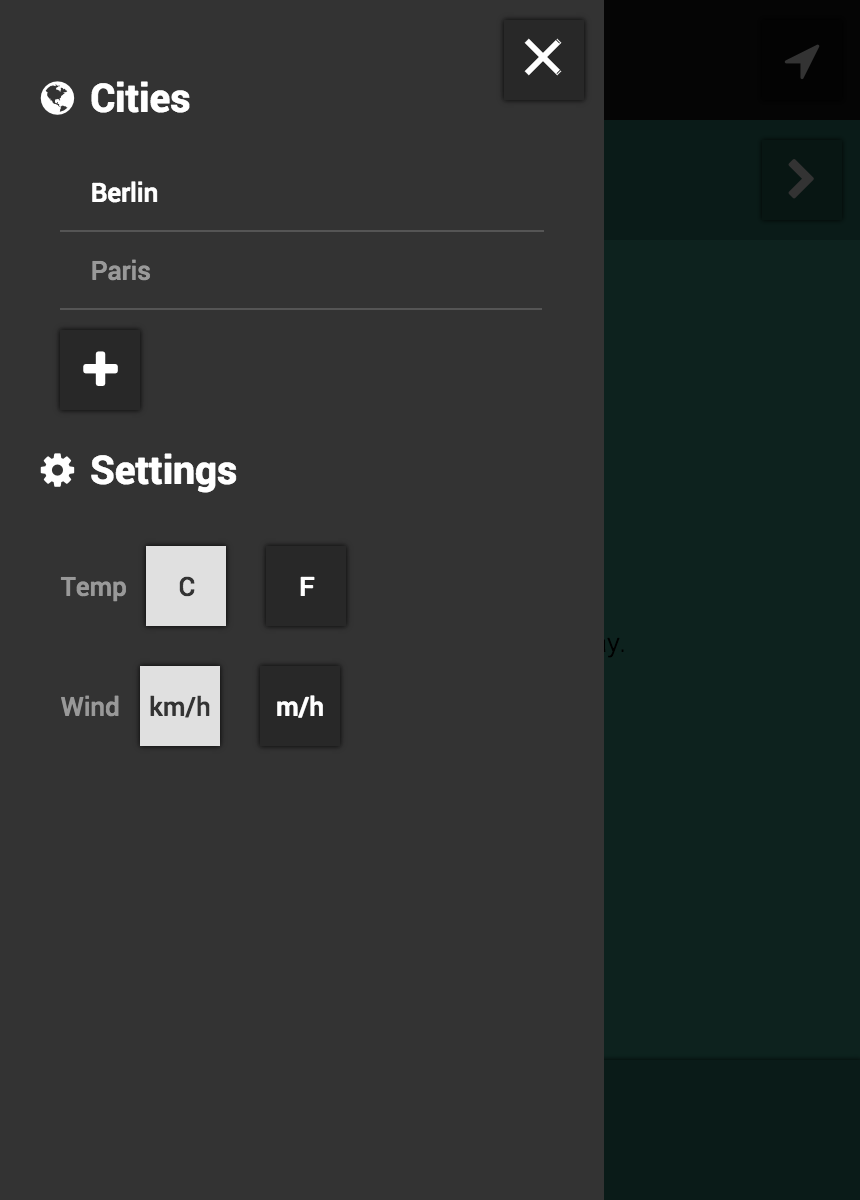 Cities
Berlin
Paris
Settings
Temp C F
y.
Wind km/h m/h